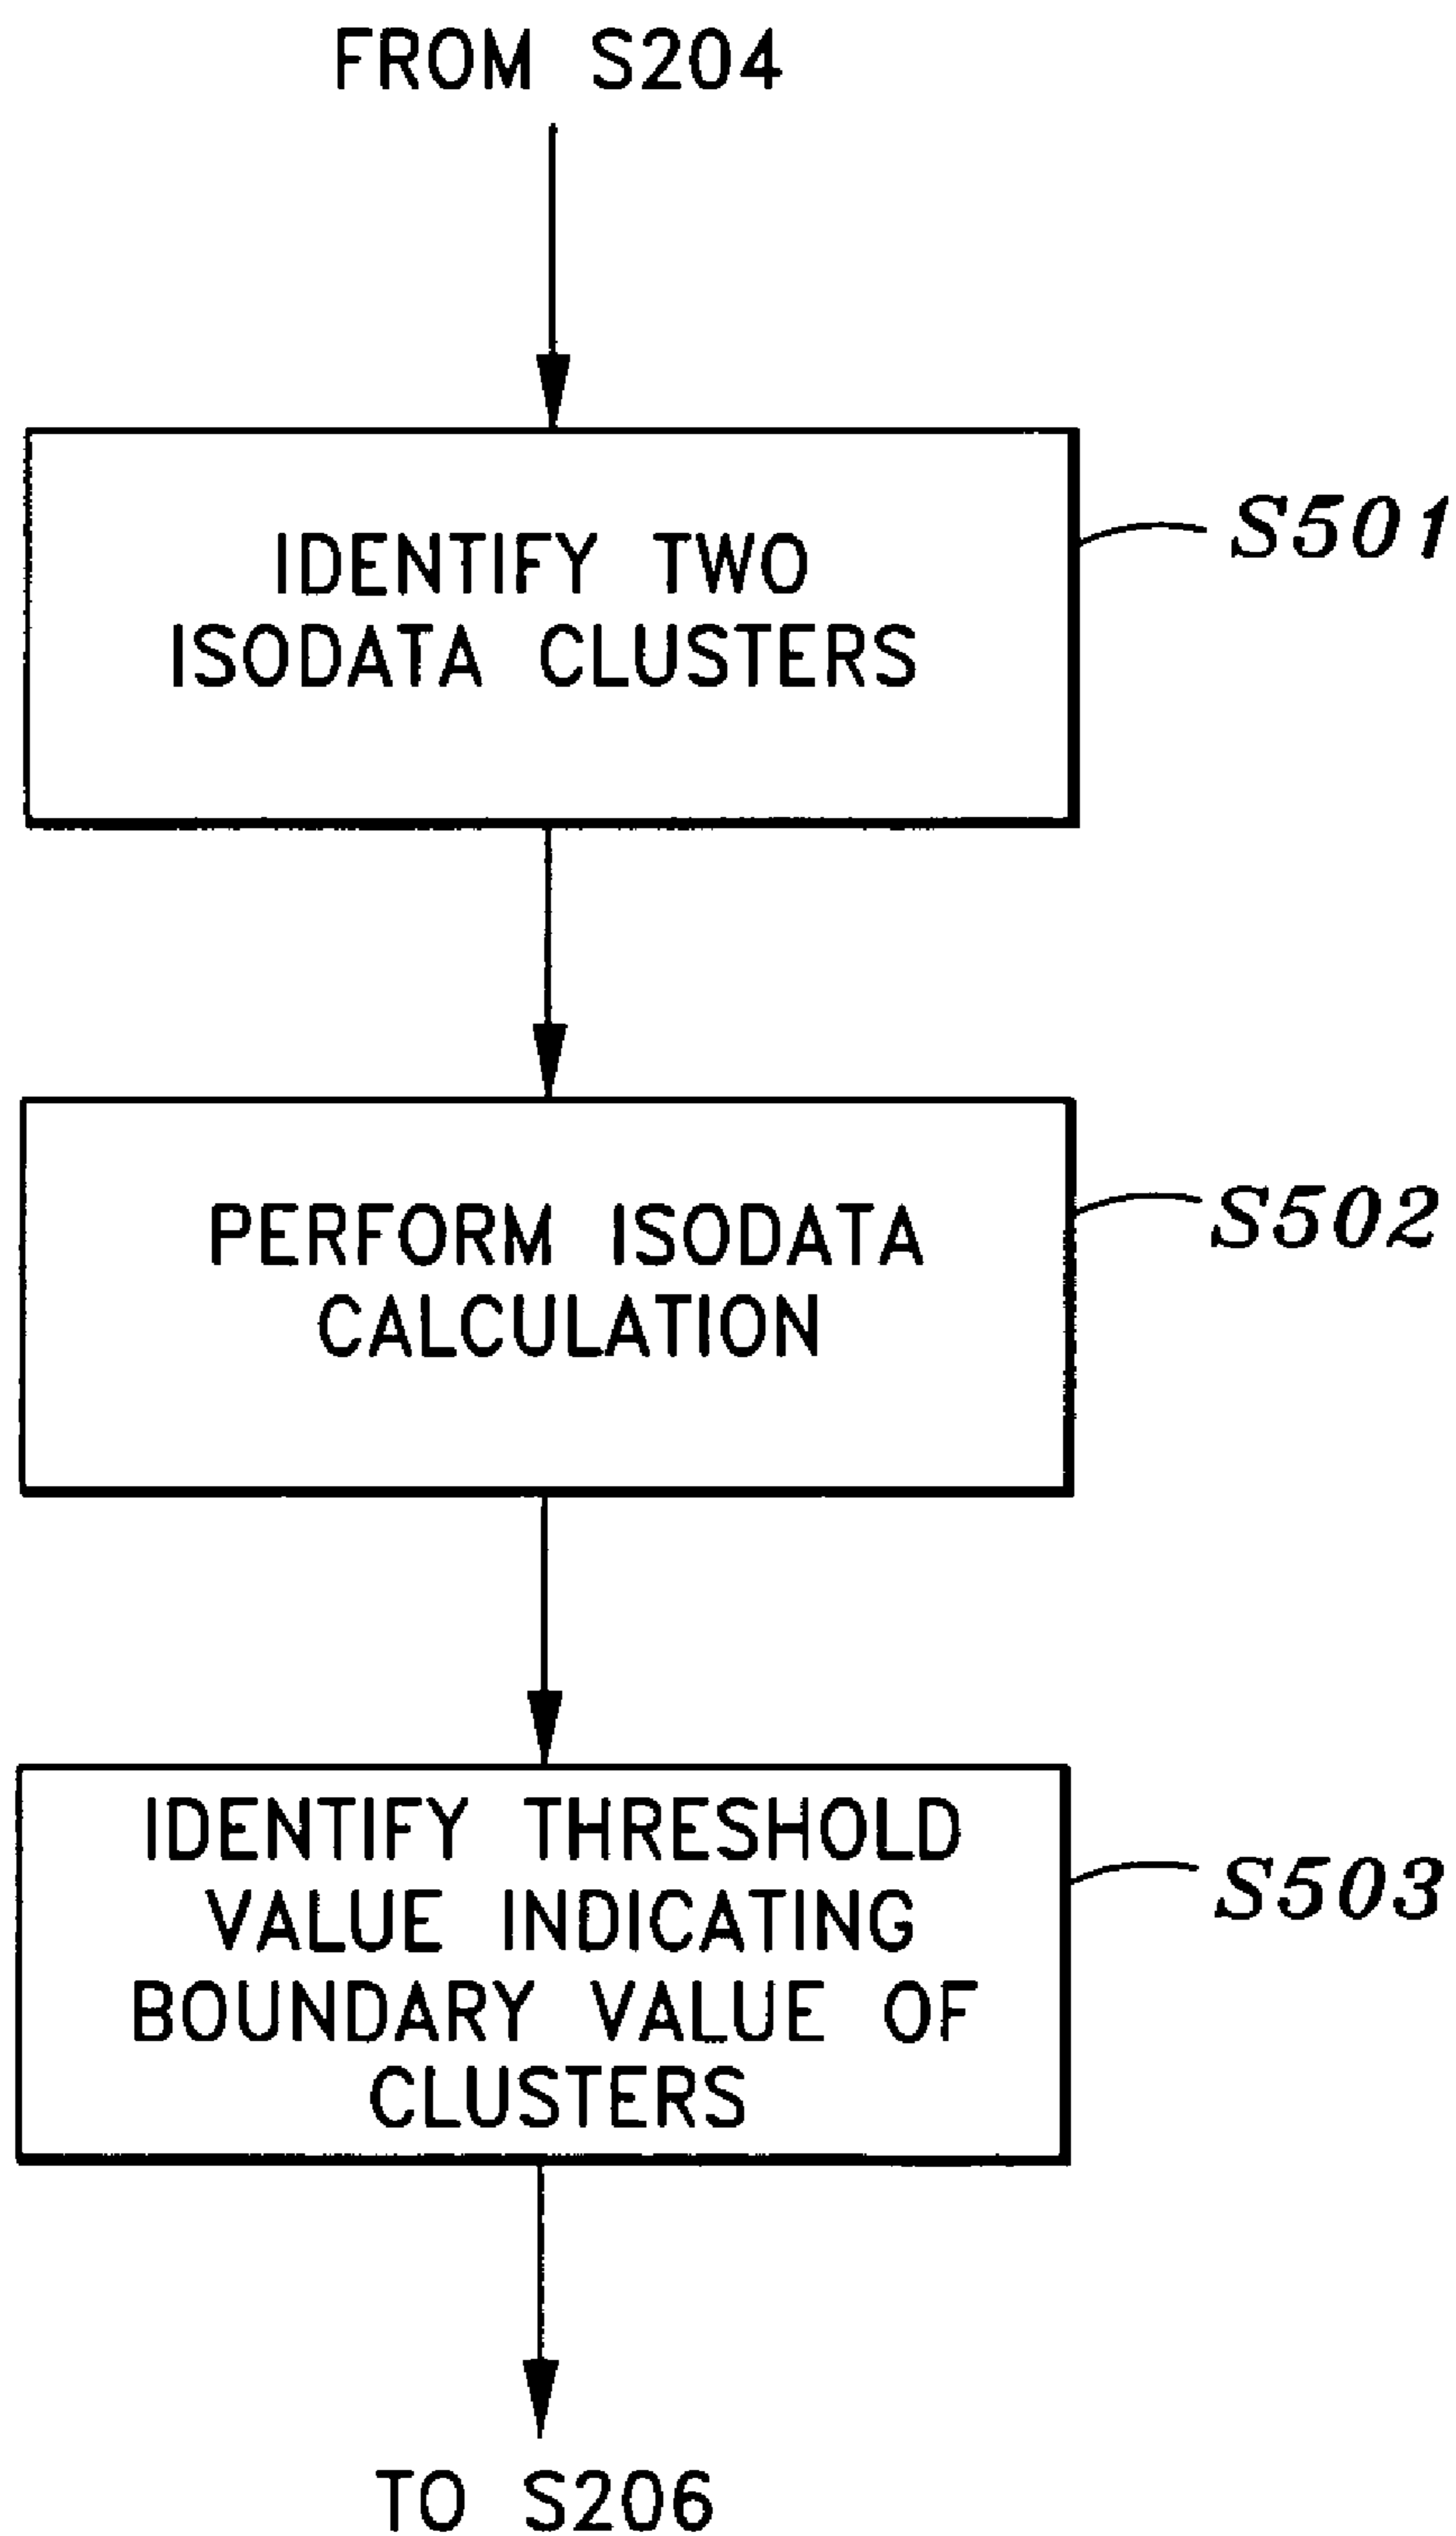 FROM S204
IDENTIFY TWO
ISODATA CLUSTERS
S501
PERFORM ISODATA
CALCULATION
S502
IDENTIFY THRESHOLD
VALUE INDICATING
BOUNDARY VALUE OF
CLUSTERS
S503
TO S206